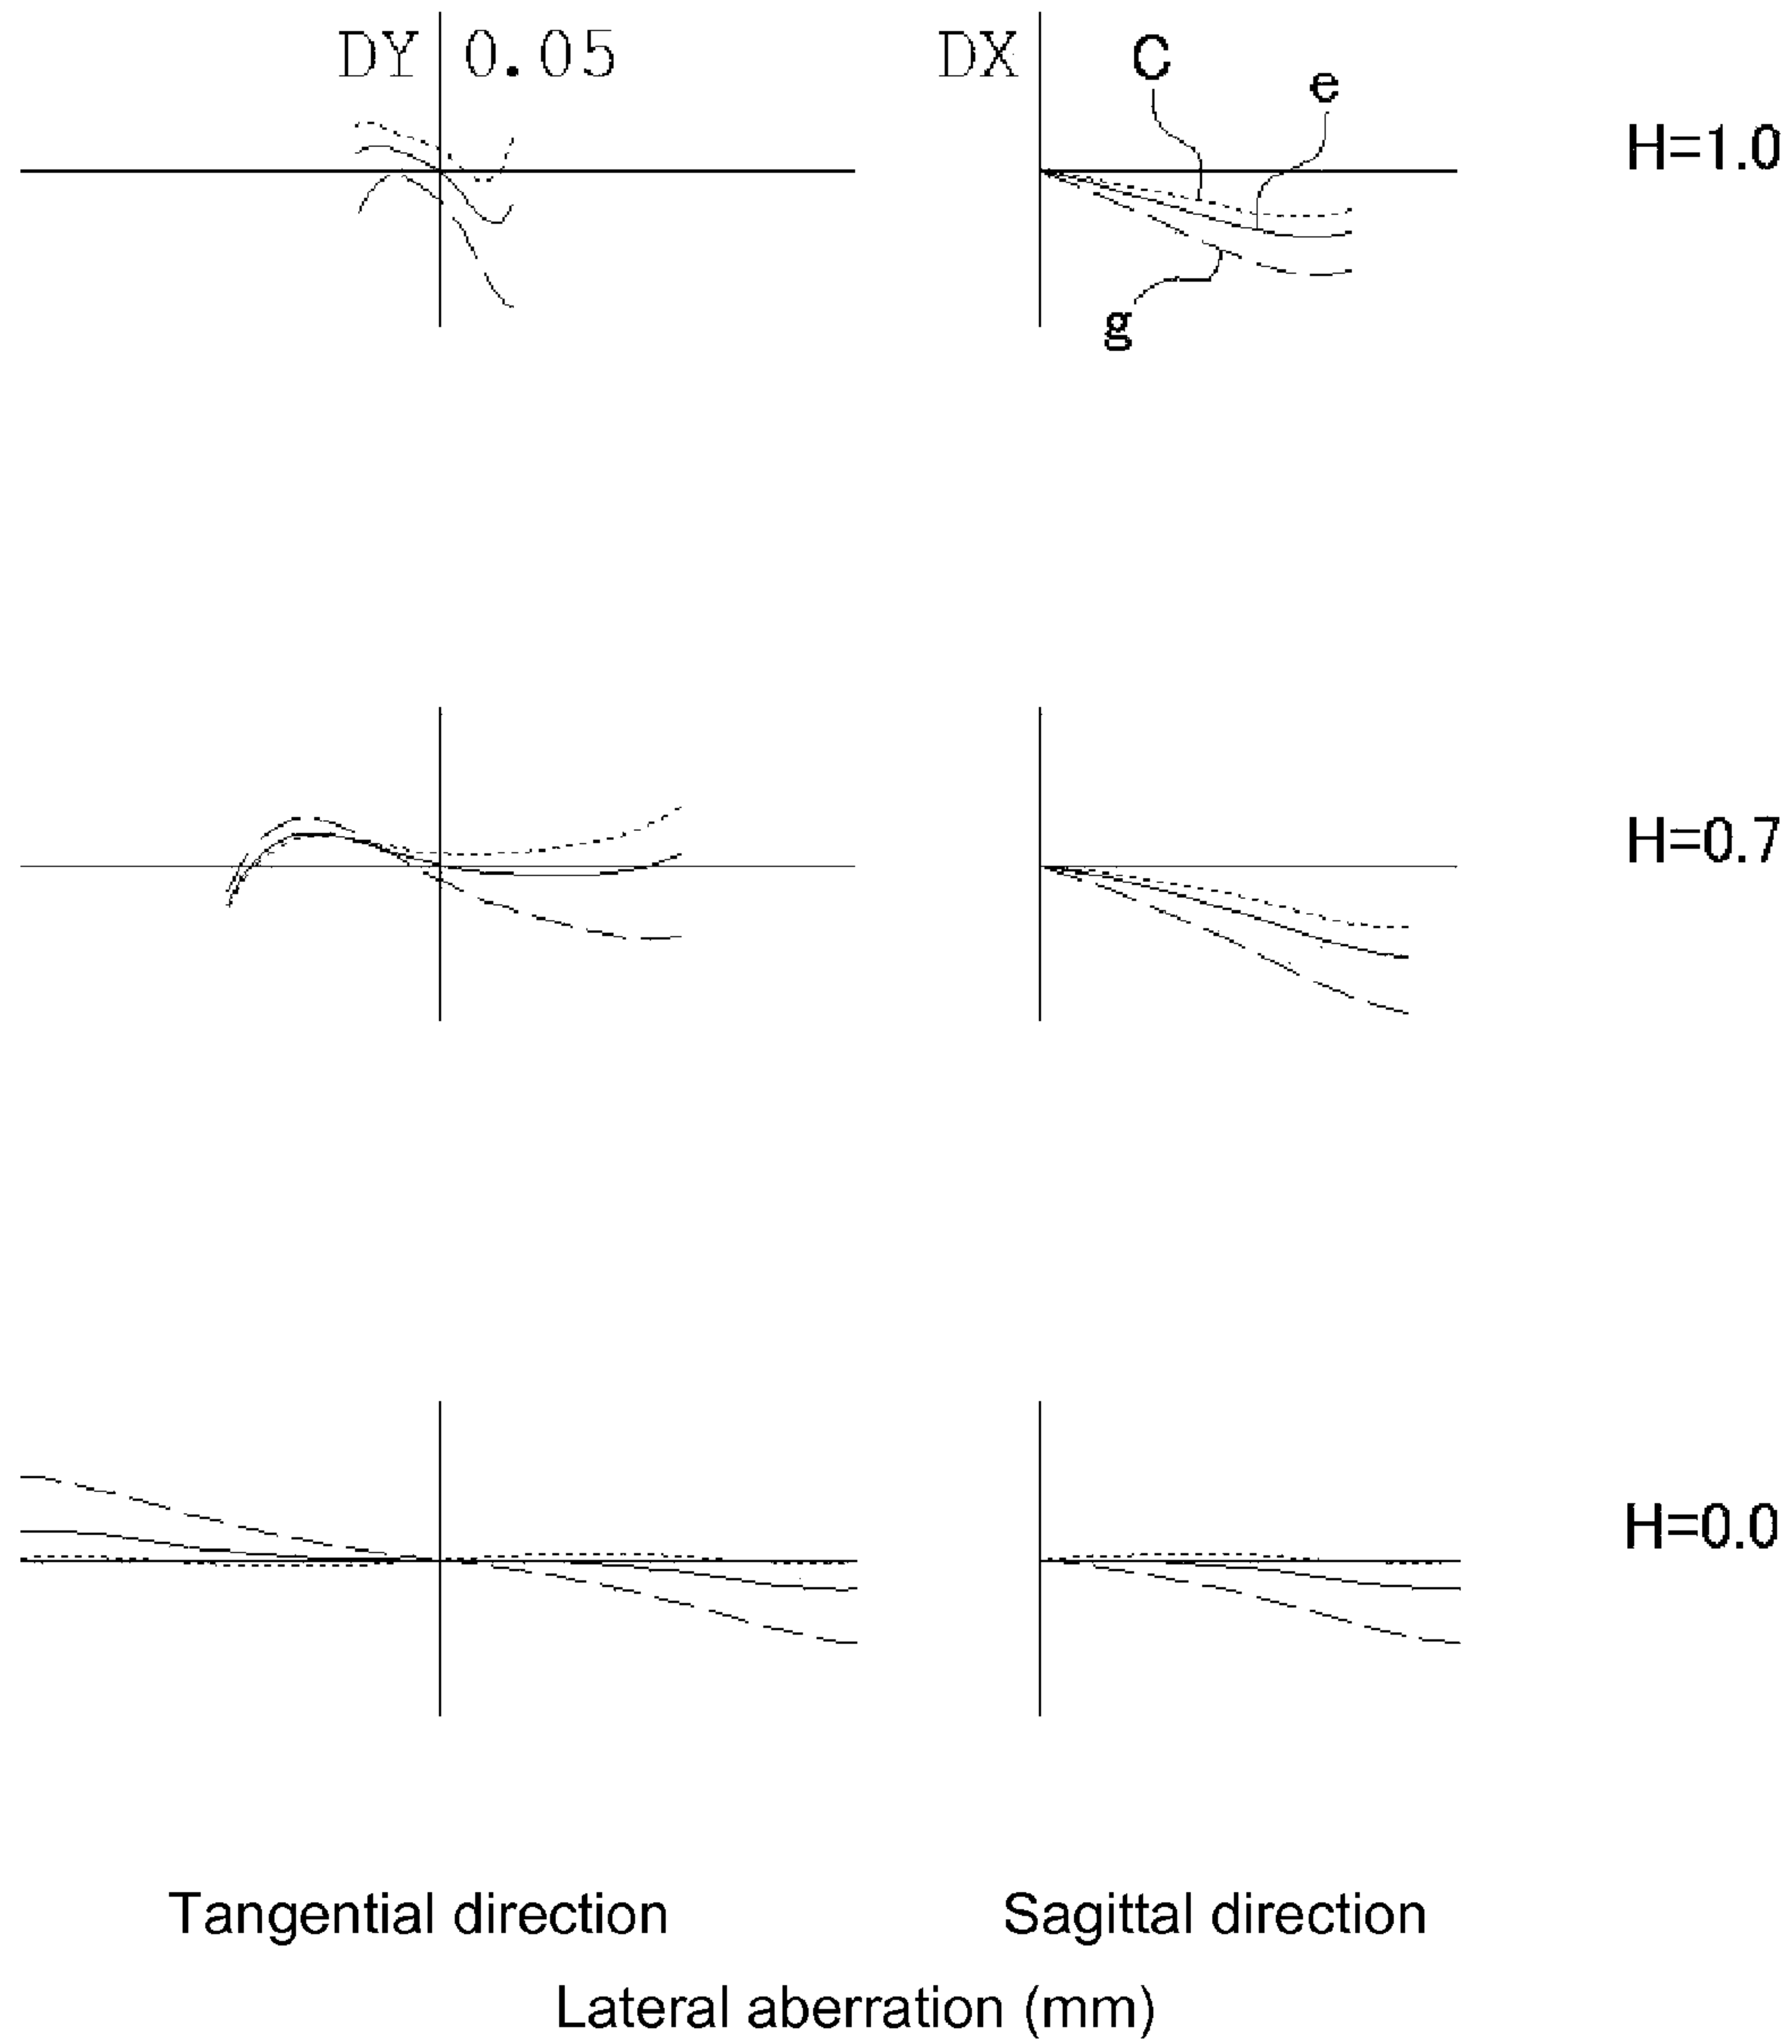 DY 0.05
DX
C
e
g
H=1.0
H=0.7
H=0.0
Tangential direction
Sagittal direction
Lateral aberration (mm)